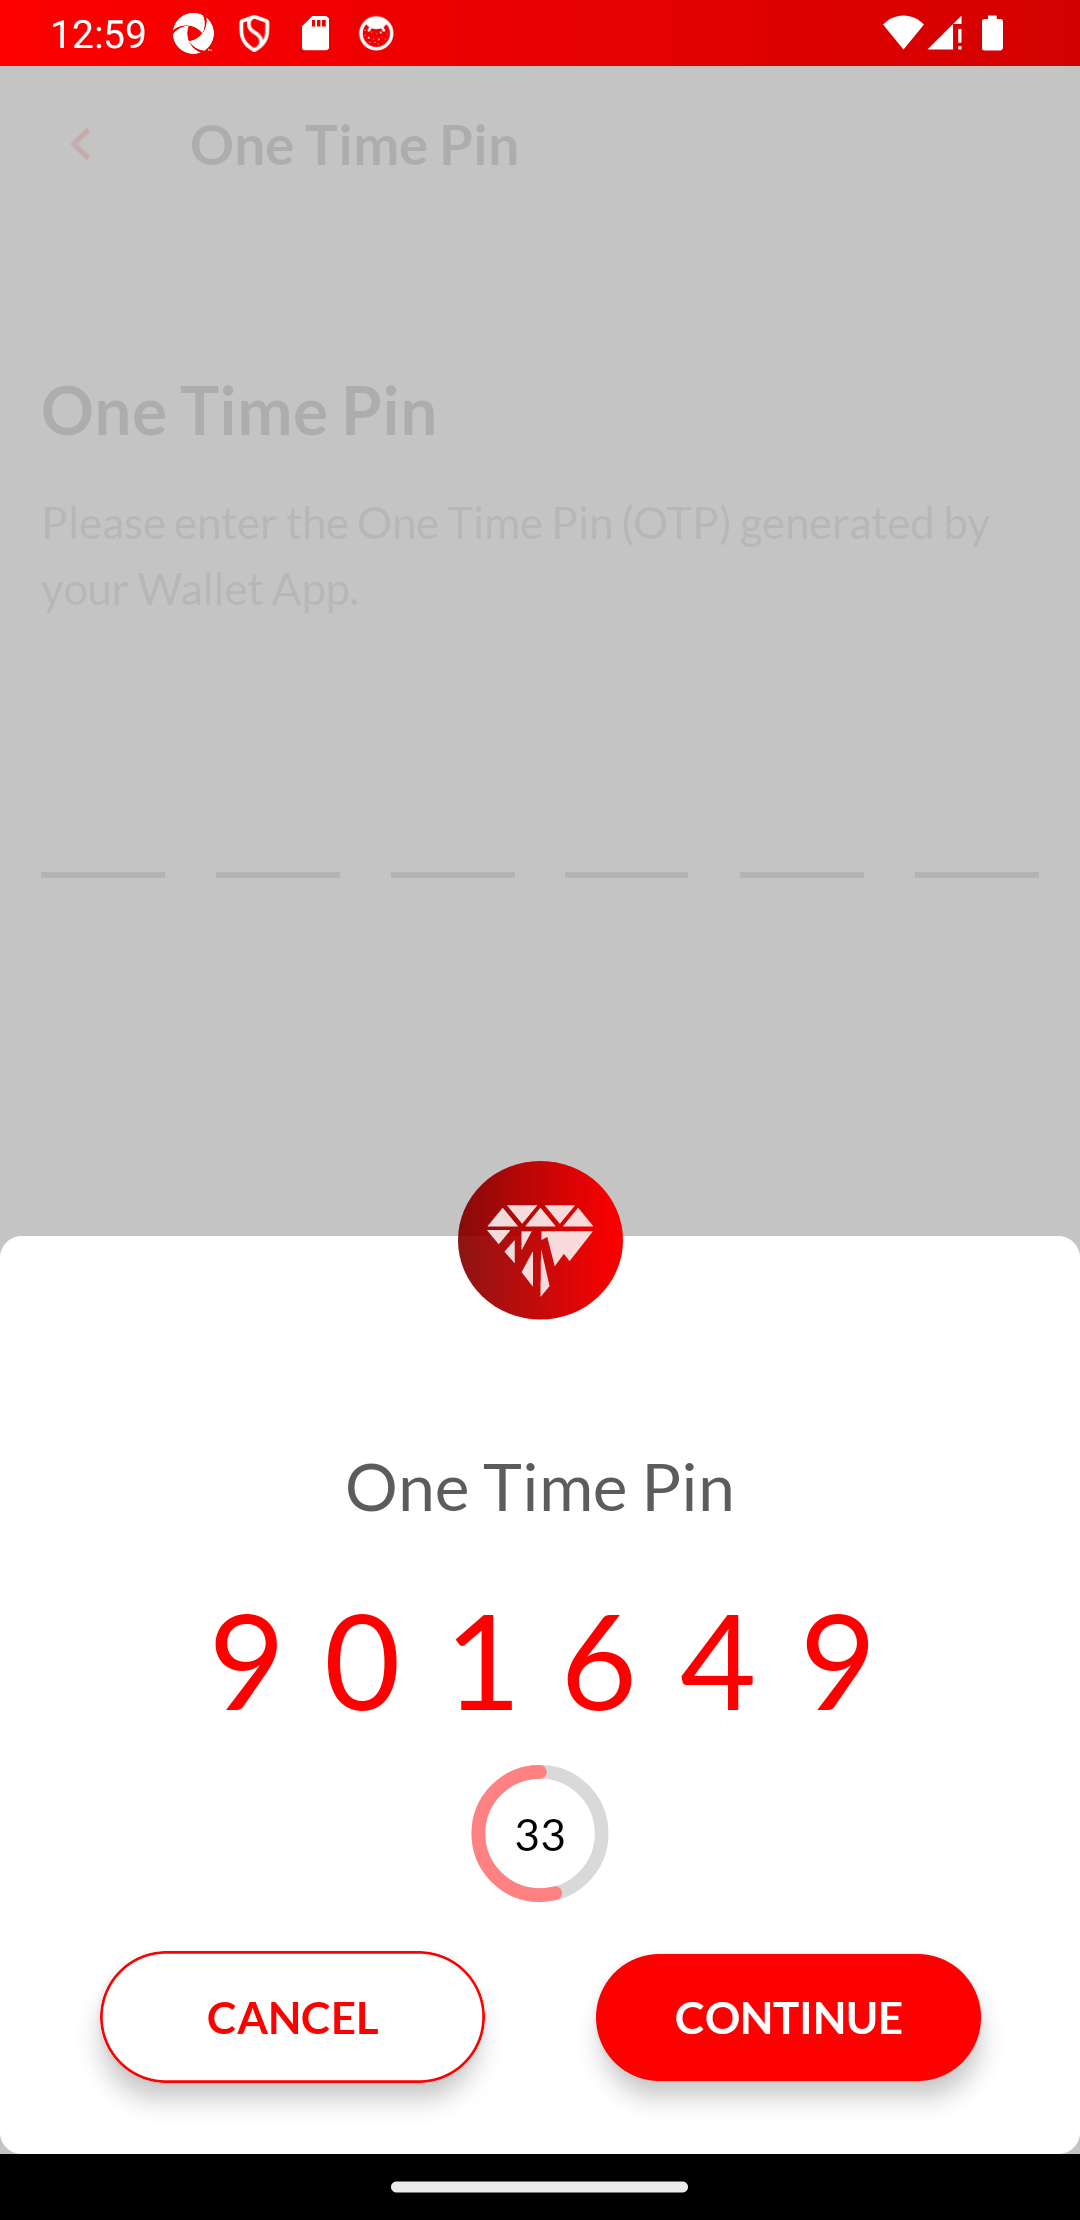 12:59
One Time Pin
One Time Pin
Please enter the One Time Pin (OTP) generated by
your Wallet App.
One Time Pin
9 0 1 6 4 9
33
CANCEL
CONTINUE